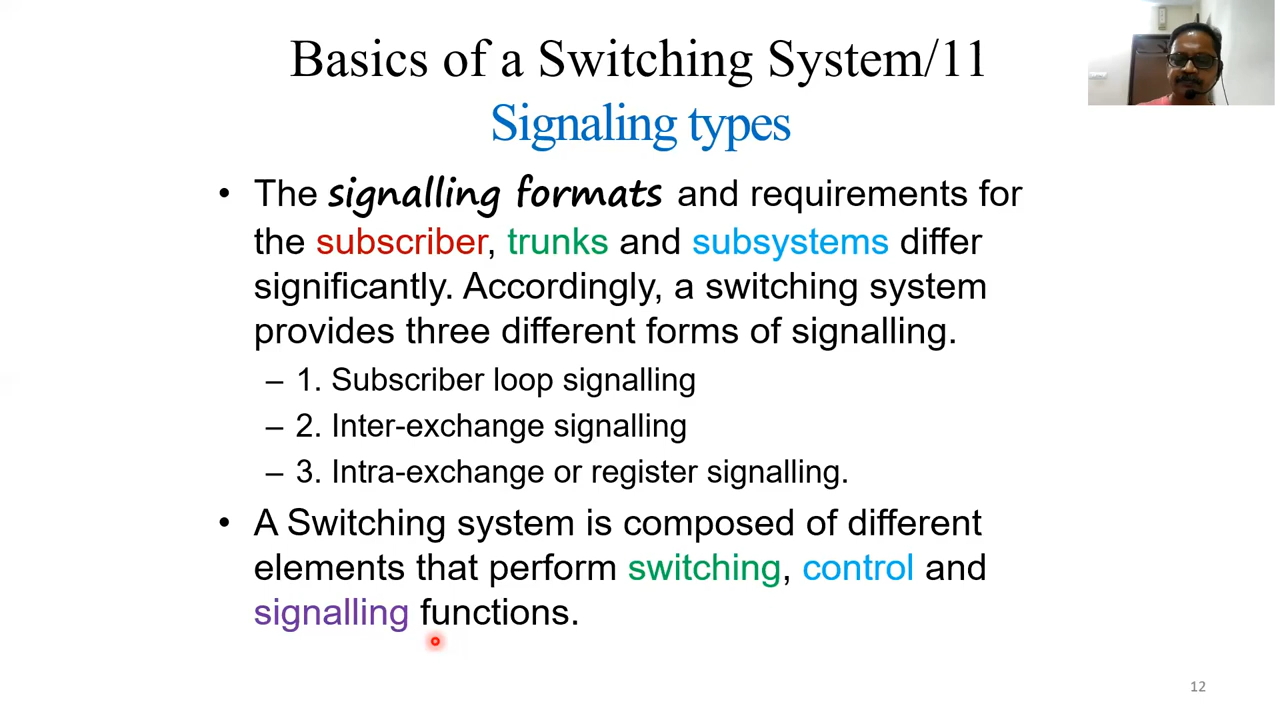 Basics of a Switching System/11
Signaling types
• The signalling formats and requirements for
the subscriber, trunks and subsystems differ
significantly. Accordingly, a switching system
provides three different forms of signalling.
– 1. Subscriber loop signalling
– 2. Inter-exchange signalling
– 3. Intra-exchange or register signalling.
• A Switching system is composed of different
elements that perform switching, control and
signalling functions.
12